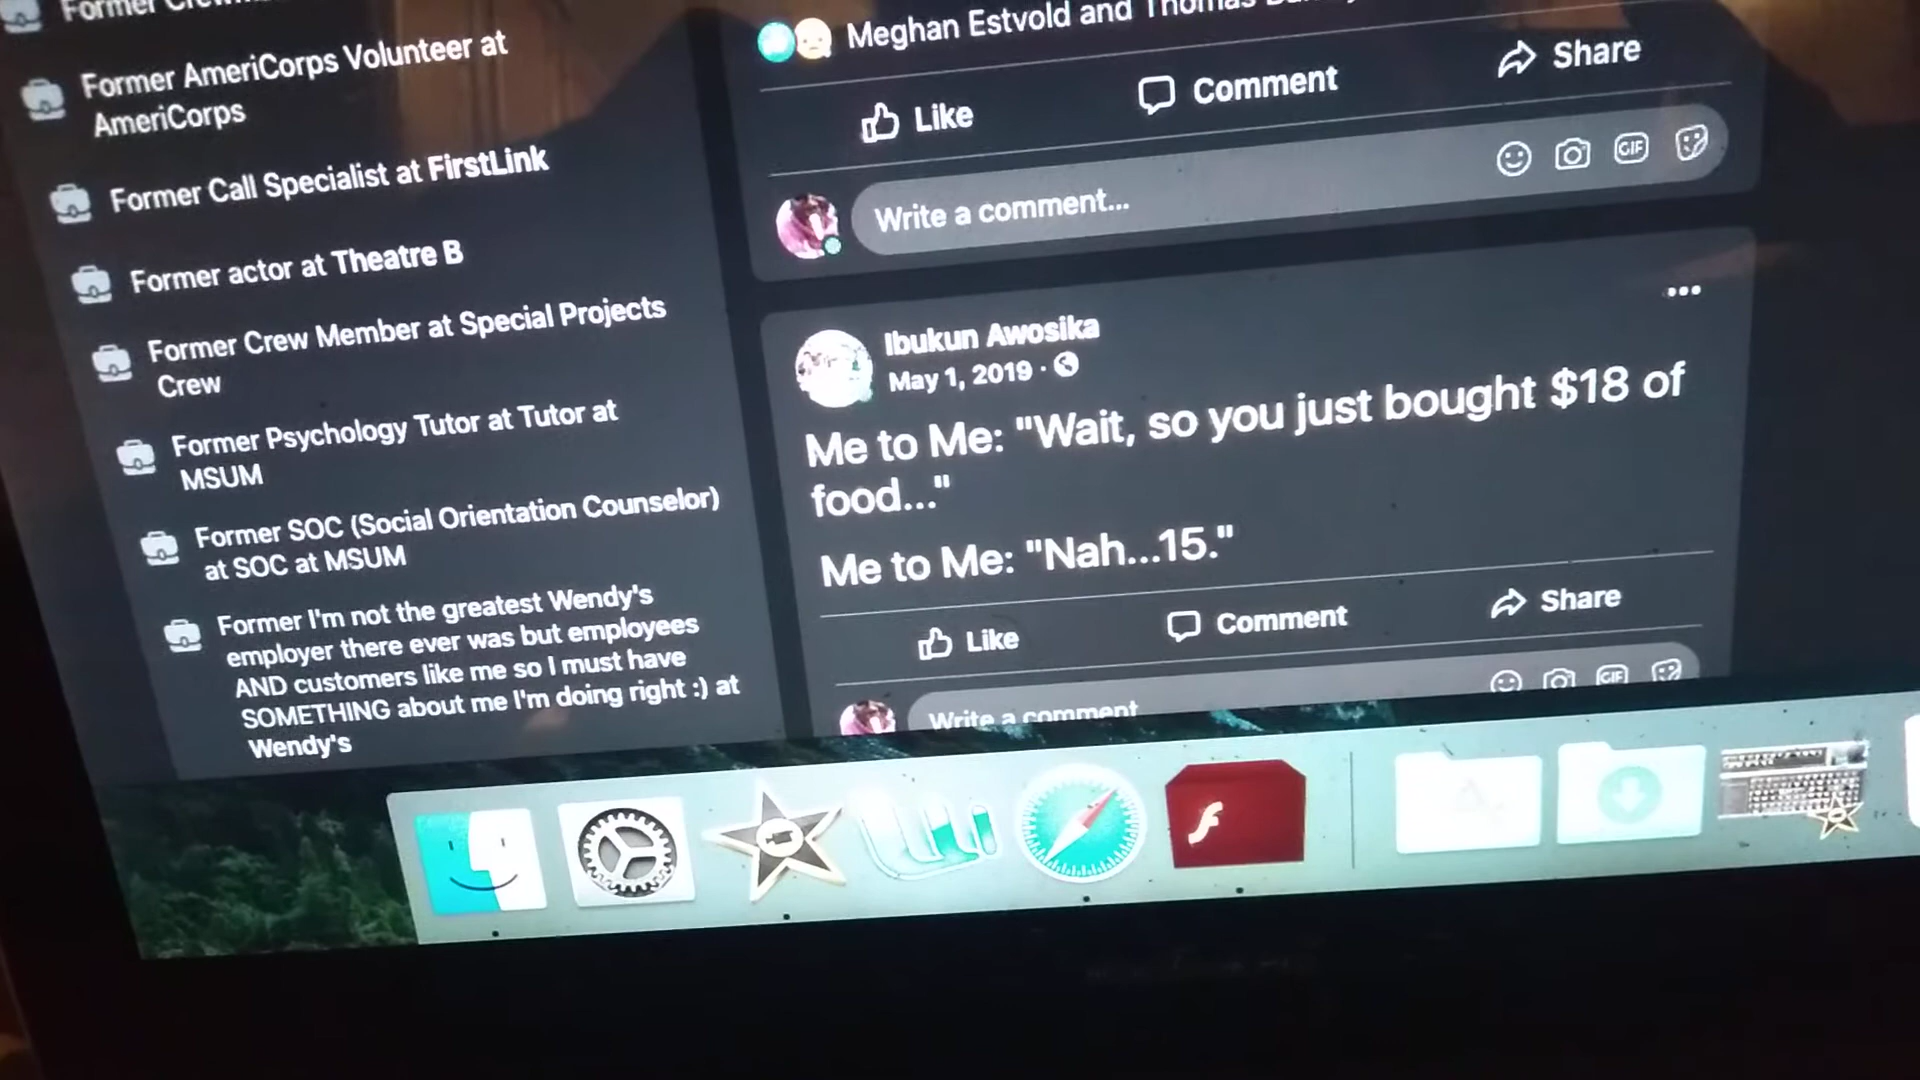 Former
Former AmeriCorps Volunteer at
AmeriCorps
Former Call Specialist at FirstLink
Former actor at Theatre B
Former Crew Member at Special Projects
Crew
Former Psychology Tutor at Tutor at
MSUM
Former SOC (Social Orientation Counselor)
at SOC at MSUM
Former I'm not the greatest Wendy's
employer there ever was but employees
AND customers like me so I must have
SOMETHING about me I'm doing right :) at
Wendy's
Meghan Estvold and Thomas
Like
Comment
Share
Write a comment...
GIF
Ibukun Awosika
May 1, 2019 ·
Me to Me: "Wait, so you just bought $18 of
food..."
Me to Me: "Nah...15."
Like
Comment
Share
Write a comment
GIF